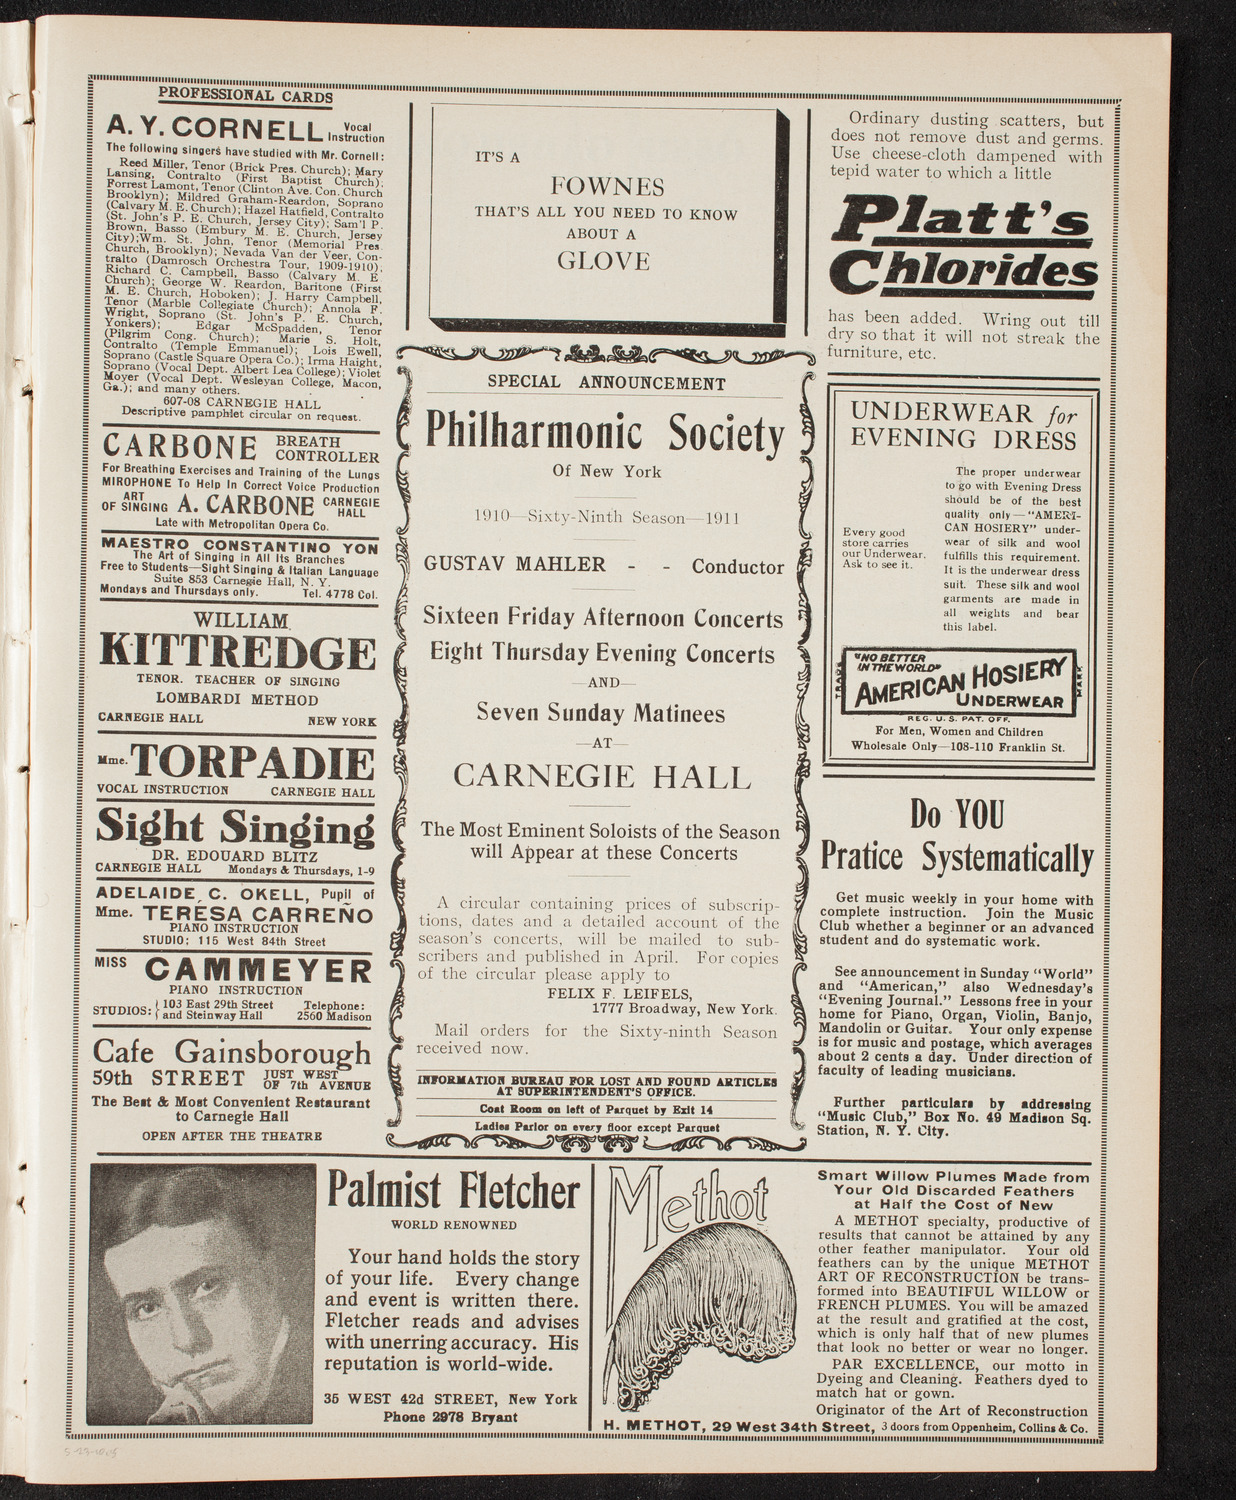 PROFESSIONAL CARDS
A. Y. CORNELL Vocal Instruction
The following singers have studied with Mr. Cornell:
Reed Miller, Tenor (Brick Pres. Church); Mary
Lansing, Contralto (First Baptist Church);
Forrest Lamont, Tenor (Clinton Ave. Con. Church
Brooklyn); Mildred Graham-Reardon, Soprano
(Calvary M. E. Church); Hazel Hatfield, Contralto
(St. John's P. E. Church, Jersey City); Sam'l P.
Brown, Basso (Embury M. E. Church, Jersey
City);Wm. St. John, Tenor (Memorial Pres.
Church, Brooklyn); Nevada Van der Veer, Con-
tralto (Damrosch Orchestra Tour, 1909-1910);
Richard C. Campbell, Basso (Calvary M. E
Church); George W. Reardon, Baritone (First
M. E. Church, Hoboken); J. Harry Campbell,
Tenor (Marble Collegiate Church); Annola F.
Wright, Soprano (St. John's P. E. Church,
Yonkers); Edgar McSpadden, Tenor
(Pilgrim Cong. Church); Marie S. Holt,
Contralto (Temple Emmanuel); Lois Ewell,
Soprano (Castle Square Opera Co.); Irma Haight,
Soprano (Vocal Dept. Albert Lea College); Violet
Moyer (Vocal Dept. Wesleyan College, Macon,
Ga.); and many others.
607-08 CARNEGIE HALL
Descriptive pamphlet circular on request.
CARBONE BREATH CONTROLLER
For Breathing Exercises and Training of the Lungs
MIROPHONE To Help In Correct Voice Production
ART OF SINGING A. CARBONE CARNEGIE HALL
Late with Metropolitan Opera Co.
MAESTRO CONSTANTINO YON
The Art of Singing in All Its Branches
Free to Students—Sight Singing & Italian Language
Suite 853 Carnegie Hall, N. Y.
Mondays and Thursdays only. Tel. 4778 Col.
WILLIAM
KITTREDGE
TENOR. TEACHER OF SINGING
LOMBARDI METHOD
CARNEGIE HALL NEW YORK
Mme. TORPADIE
VOCAL INSTRUCTION CARNEGIE HALL
Sight Singing
DR. EDOUARD BLITZ
CARNEGIE HALL Mondays & Thursdays, 1-9
ADELAIDE C. OKELL, Pupil of
Mme. TERESA CARREÑO
PIANO INSTRUCTION
STUDIO; 115 West 84th Street
MISS CAMMEYER
PIANO INSTRUCTION
STUDIOS: { 103 East 29th Street Telephone:
and Steinway Hall 2560 Madison
Cafe Gainsborough
59th STREET JUST WEST OF 7th AVENUE
The Best & Most Convenient Restaurant
to Carnegie Hall
OPEN AFTER THE THEATRE
IT'S A
FOWNES
THAT'S ALL YOU NEED TO KNOW
ABOUT A
GLOVE
SPECIAL ANNOUNCEMENT
Philharmonic Society
Of New York
1910—Sixty-Ninth Season—1911
GUSTAV MAHLER - - Conductor
Sixteen Friday Afternoon Concerts
Eight Thursday Evening Concerts
—AND—
Seven Sunday Matinees
—AT—
CARNEGIE HALL
The Most Eminent Soloists of the Season
will Appear at these Concerts
A circular containing prices of subscrip-
tions, dates and a detailed account of the
season's concerts, will be mailed to sub-
scribers and published in April. For copies
of the circular please apply to
FELIX F. LEIFELS,
1777 Broadway, New York.
Mail orders for the Sixty-ninth Season
received now.
INFORMATION BUREAU FOR LOST AND FOUND ARTICLES
AT SUPERINTENDENT'S OFFICE.
Coat Room on left of Parquet by Exit 14
Ladies Parlor on every floor except Parquet
Ordinary dusting scatters, but
does not remove dust and germs.
Use cheese-cloth dampened with
tepid water to which a little
Platt's
Chlorides
has been added. Wring out till
dry so that it will not streak the
furniture, etc.
UNDERWEAR for
EVENING DRESS
Every good
store carries
our Underwear.
Ask to see it.
The proper underwear
to go with Evening Dress
should be of the best
quality only—"AMERI-
CAN HOSIERY" under-
wear of silk and wool
fulfills this requirement.
It is the underwear dress
suit. These silk and wool
garments are made in
all weights and bear
this label.
TRADE MARK
"NO BETTER
IN THE WORLD"
AMERICAN HOSIERY
UNDERWEAR
REG. U. S. PAT. OFF.
For Men, Women and Children
Wholesale Only—108-110 Franklin St.
Do YOU
Pratice Systematically
Get music weekly in your home with
complete instruction. Join the Music
Club whether a beginner or an advanced
student and do systematic work.
See announcement in Sunday "World"
and "American," also Wednesday's
"Evening Journal." Lessons free in your
home for Piano, Organ, Violin, Banjo,
Mandolin or Guitar. Your only expense
is for music and postage, which averages
about 2 cents a day. Under direction of
faculty of leading musicians.
Further particulars by addressing
"Music Club," Box No. 49 Madison Sq.
Station, N. Y. City.
Palmist Fletcher
WORLD RENOWNED
Your hand holds the story
of your life. Every change
and event is written there.
Fletcher reads and advises
with unerring accuracy. His
reputation is world-wide.
35 WEST 42d STREET, New York
Phone 2978 Bryant
Methot
Smart Willow Plumes Made from
Your Old Discarded Feathers
at Half the Cost of New
A METHOT specialty, productive of
results that cannot be attained by any
other feather manipulator. Your old
feathers can by the unique METHOT
ART OF RECONSTRUCTION be trans-
formed into BEAUTIFUL WILLOW or
FRENCH PLUMES. You will be amazed
at the result and gratified at the cost,
which is only half that of new plumes
that look no better or wear no longer.
PAR EXCELLENCE, our motto in
Dyeing and Cleaning. Feathers dyed to
match hat or gown.
Originator of the Art of Reconstruction
H. METHOT, 29 West 34th Street, 3 doors from Oppenheim, Collins & Co.